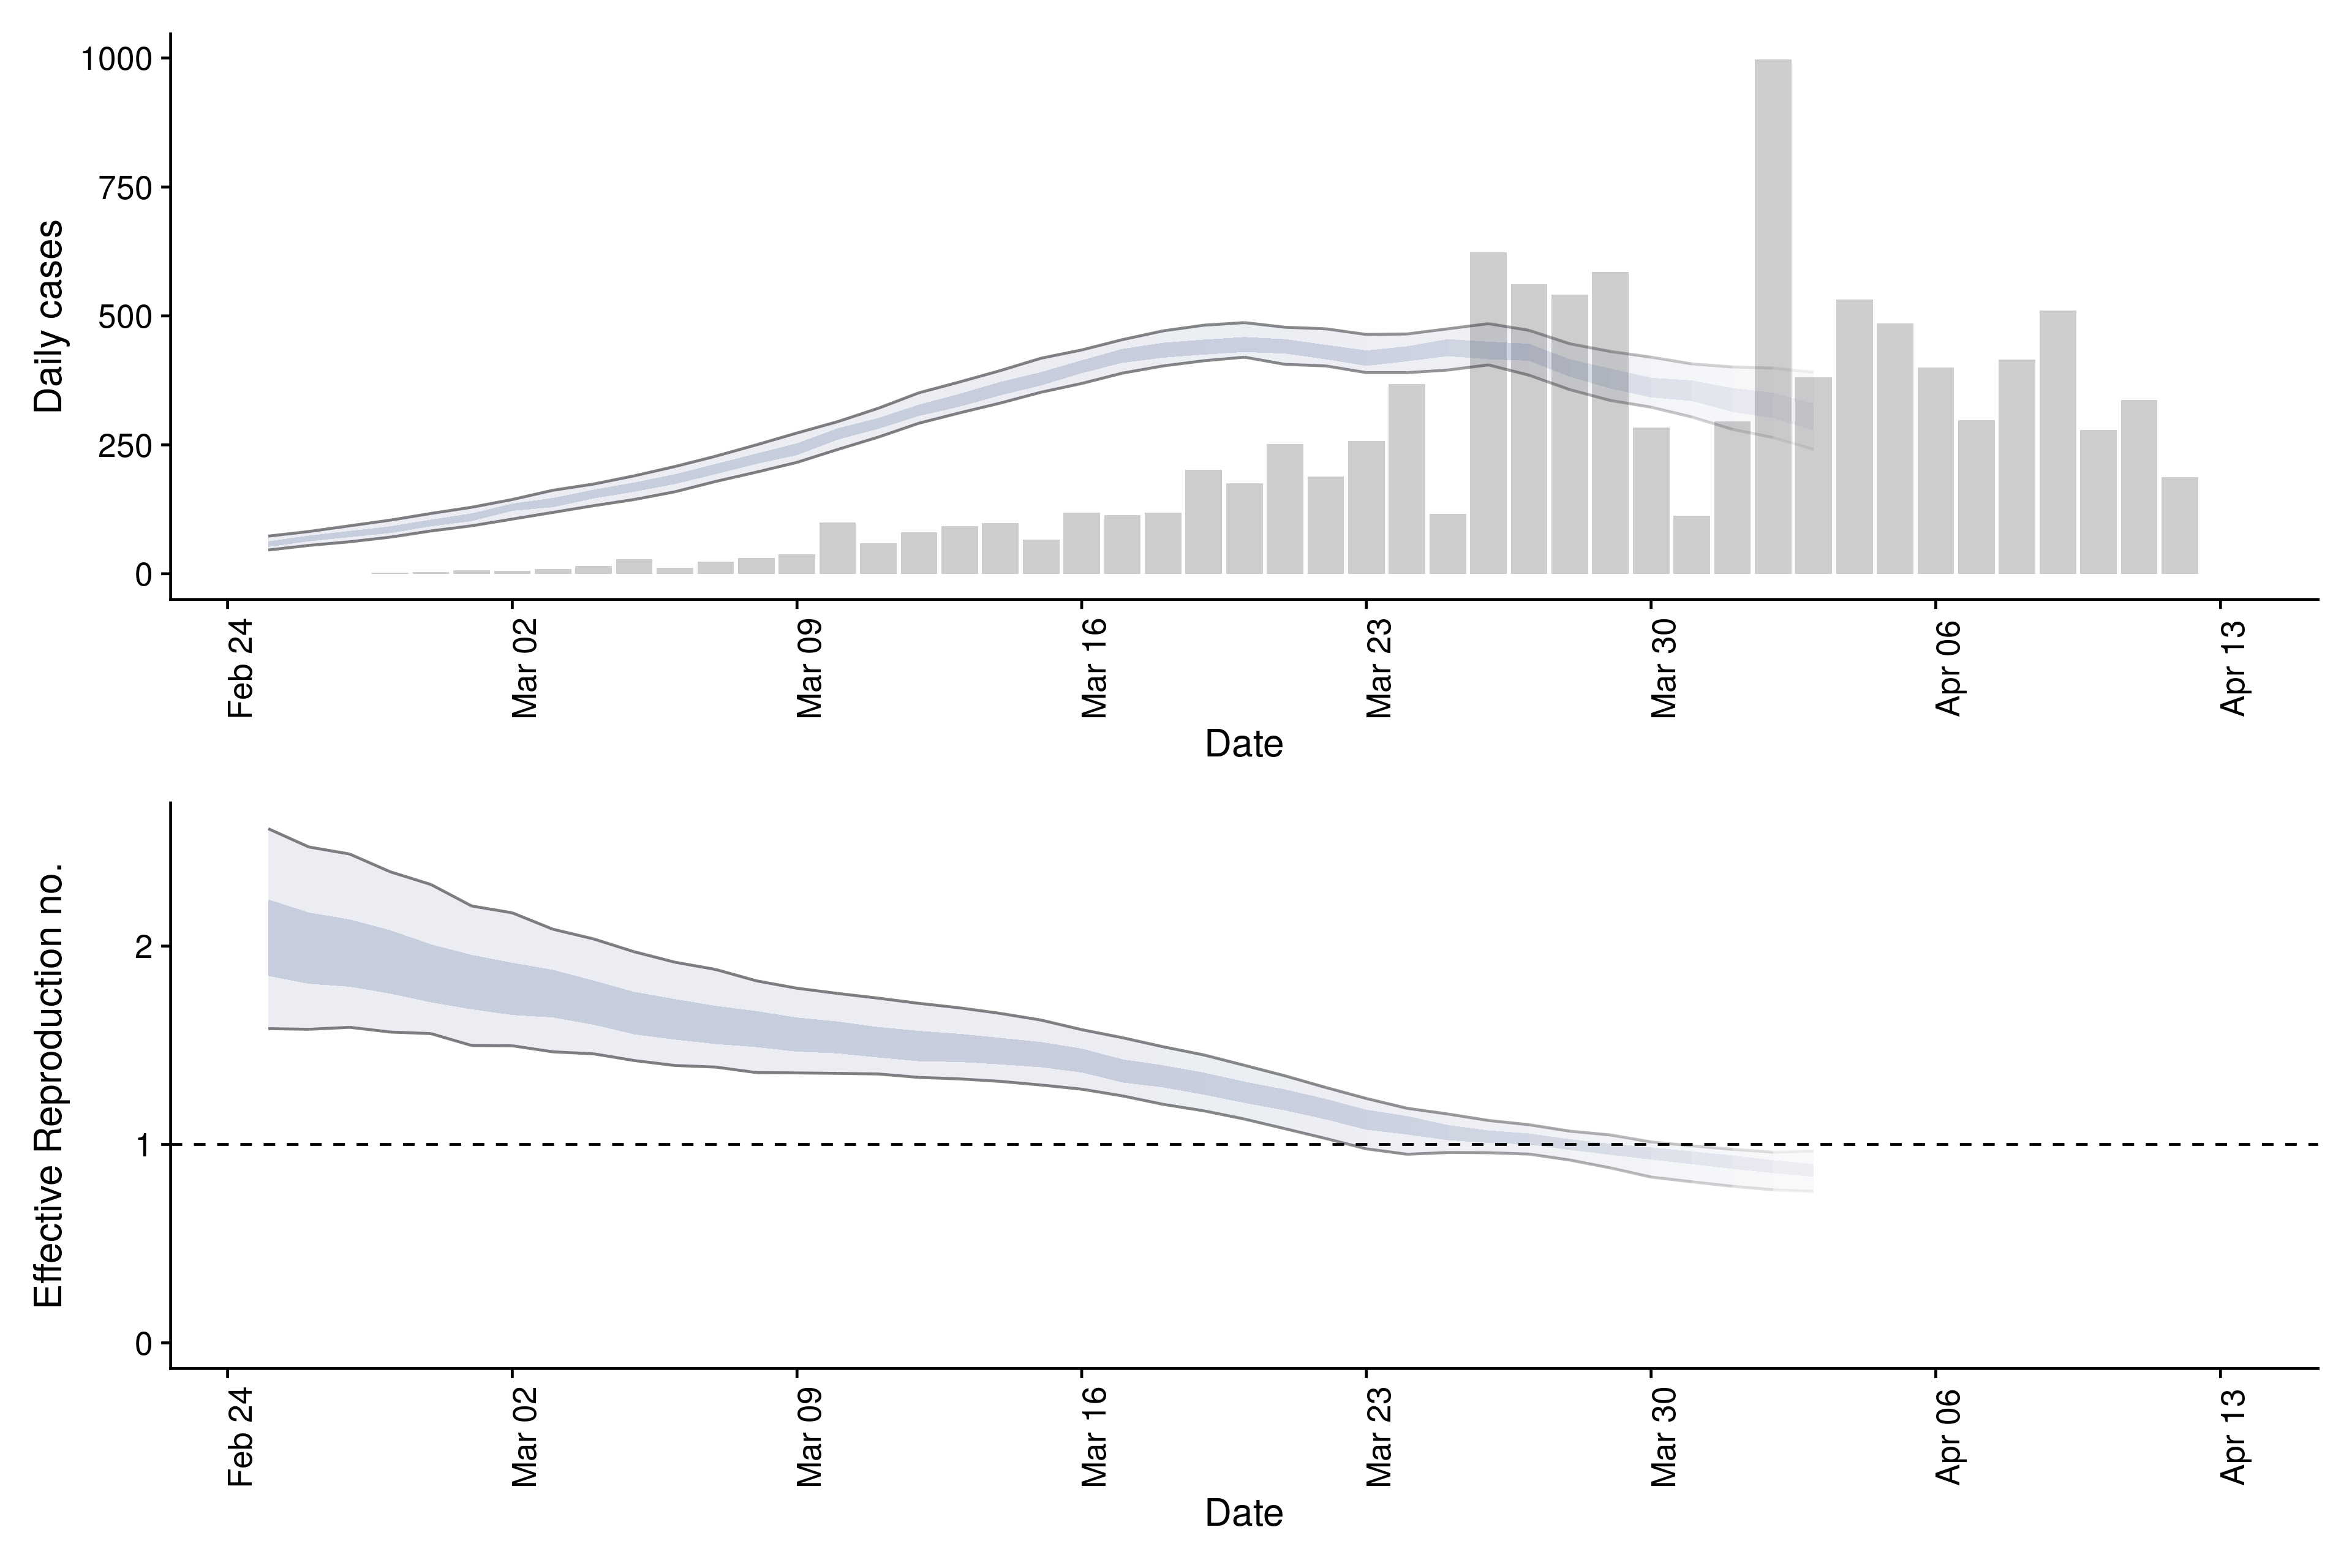 1000
750
500
250
0
Daily cases
Feb 24
Mar 02
Mar 09
Mar 16
Mar 23
Mar 30
Apr 06
Apr 13
Date
2
1
0
Effective Reproduction no.
Feb 24
Mar 02
Mar 09
Mar 16
Mar 23
Mar 30
Apr 06
Apr 13
Date